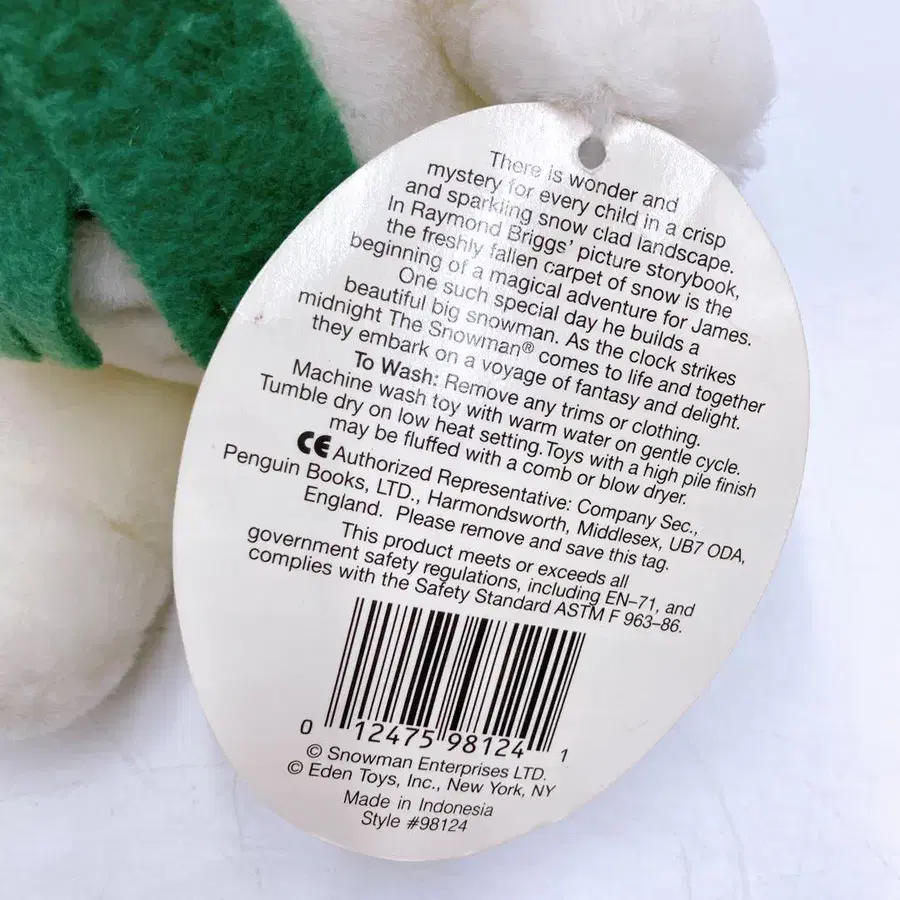 There is wonder and
mystery for every child in a crisp
and sparkling snow clad landscape.
In Raymond Briggs' picture storybook,
the freshly fallen carpet of snow is the
beginning of a magical adventure for James.
One such special day he builds a
beautiful big snowman. As the clock strikes
midnight The Snowman® comes to life and together
they embark on a voyage of fantasy and delight.
To Wash: Remove any trims or clothing.
Machine wash toy with warm water on gentle cycle.
Tumble dry on low heat setting.Toys with a high pile finish
may be fluffed with a comb or blow dryer.
CE Authorized Representative: Company Sec.,
Penguin Books, LTD., Harmondsworth, Middlesex, UB7 ODA,
England. Please remove and save this tag.
This product meets or exceeds all
government safety regulations, including EN–71, and
complies with the Safety Standard ASTM F 963–86.
0 12475 98124 1
© Snowman Enterprises LTD.
© Eden Toys, Inc., New York, NY
Made in Indonesia
Style #98124